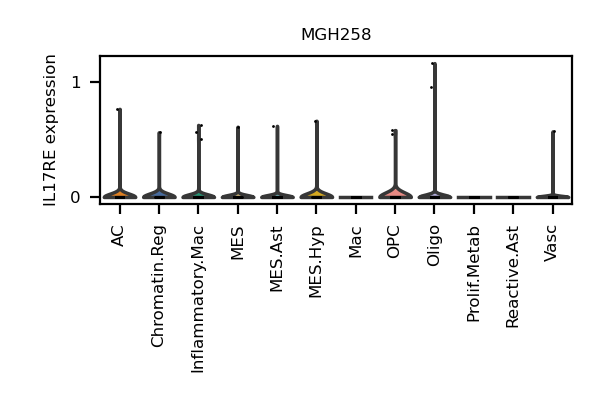 MGH258
IL17RE expression
1
0
AC
Chromatin.Reg
Inflammatory.Mac
MES
MES.Ast
MES.Hyp
Mac
OPC
Oligo
Prolif.Metab
Reactive.Ast
Vasc